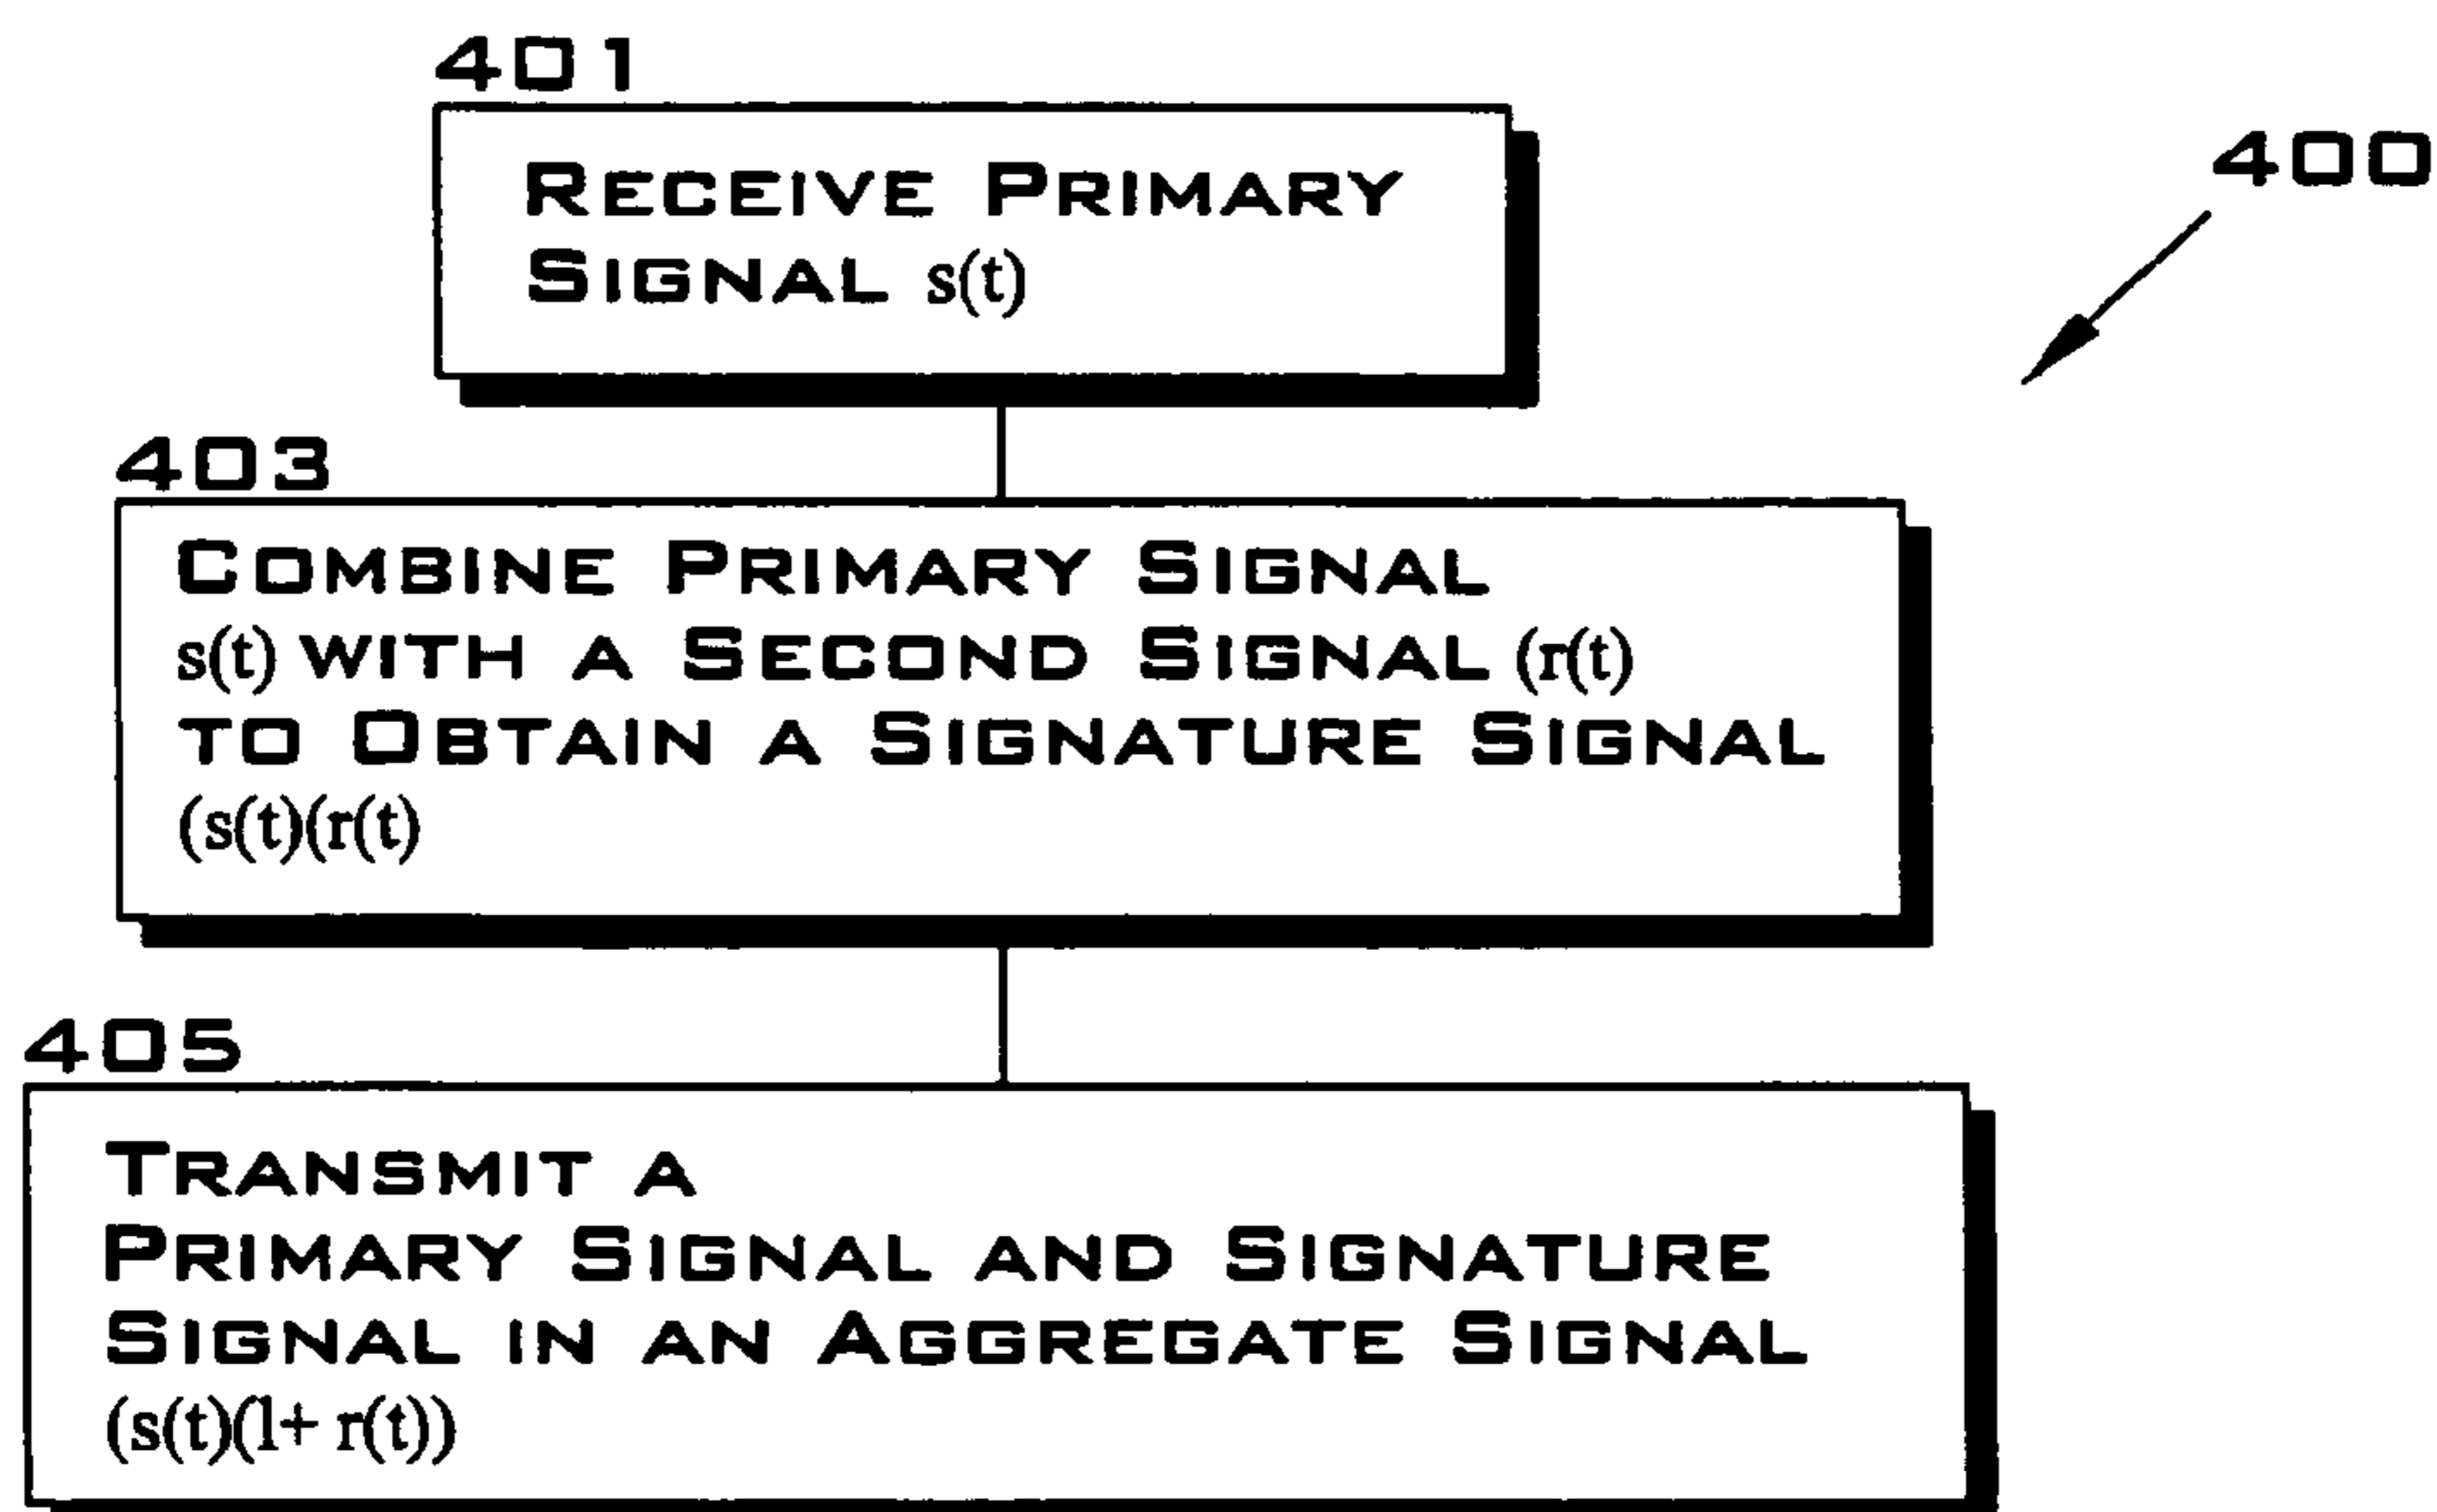 401
RECEIVE PRIMARY
SIGNAL s(t)
400
403
COMBINE PRIMARY SIGNAL
s(t) WITH A SECOND SIGNAL (r(t)
TO OBTAIN A SIGNATURE SIGNAL
(s(t)(r(t)
405
TRANSMIT A
PRIMARY SIGNAL AND SIGNATURE
SIGNAL IN AN AGGREGATE SIGNAL
(s(t)(1+ r(t))